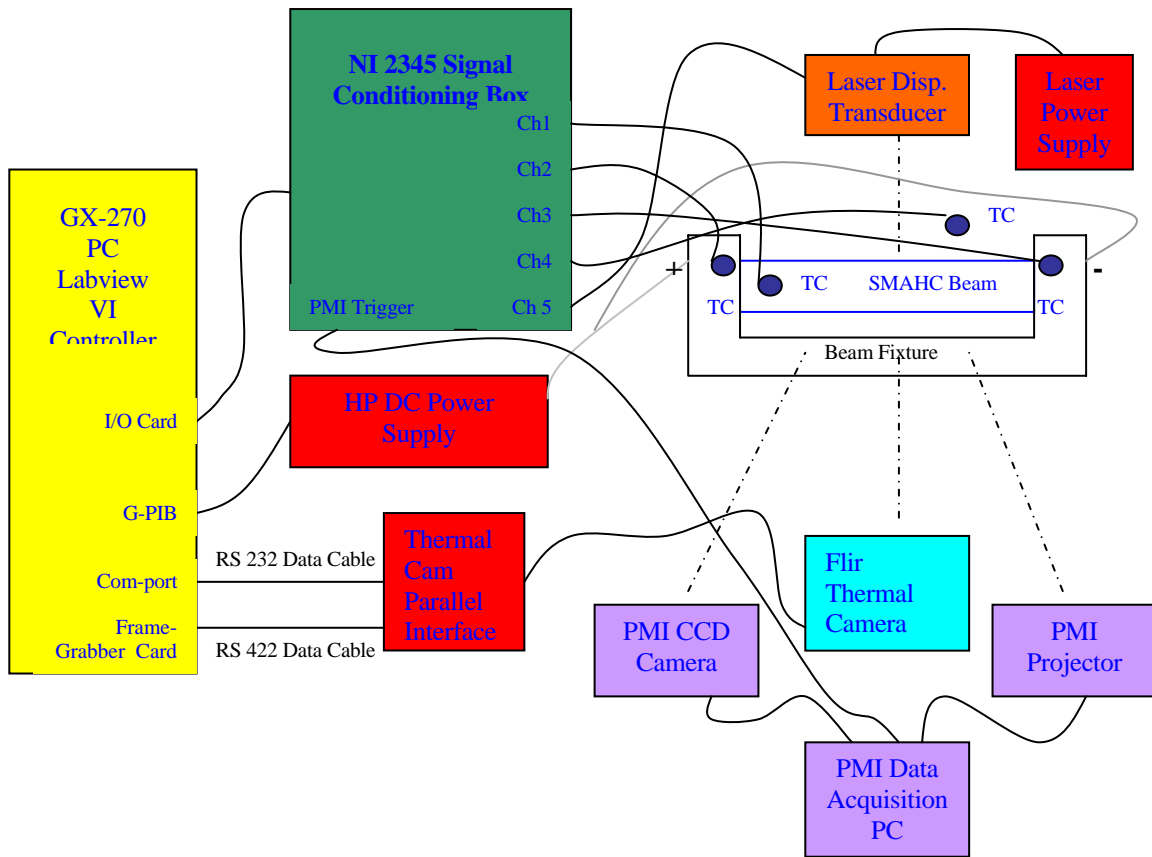 NI 2345 Signal
Conditioning Box
Ch1
Ch2
Ch3
Ch4
Ch 5
PMI Trigger
Laser Disp.
Transducer
Laser
Power
Supply
GX-270
PC
Labview
VI
Controller
I/O Card
G-PIB
Com-port
Frame-
Grabber Card
TC
+
-
TC
SMAHC Beam
TC
TC
Beam Fixture
HP DC Power
Supply
RS 232 Data Cable
RS 422 Data Cable
Thermal
Cam
Parallel
Interface
Flir
Thermal
Camera
PMI CCD
Camera
PMI
Projector
PMI Data
Acquisition
PC